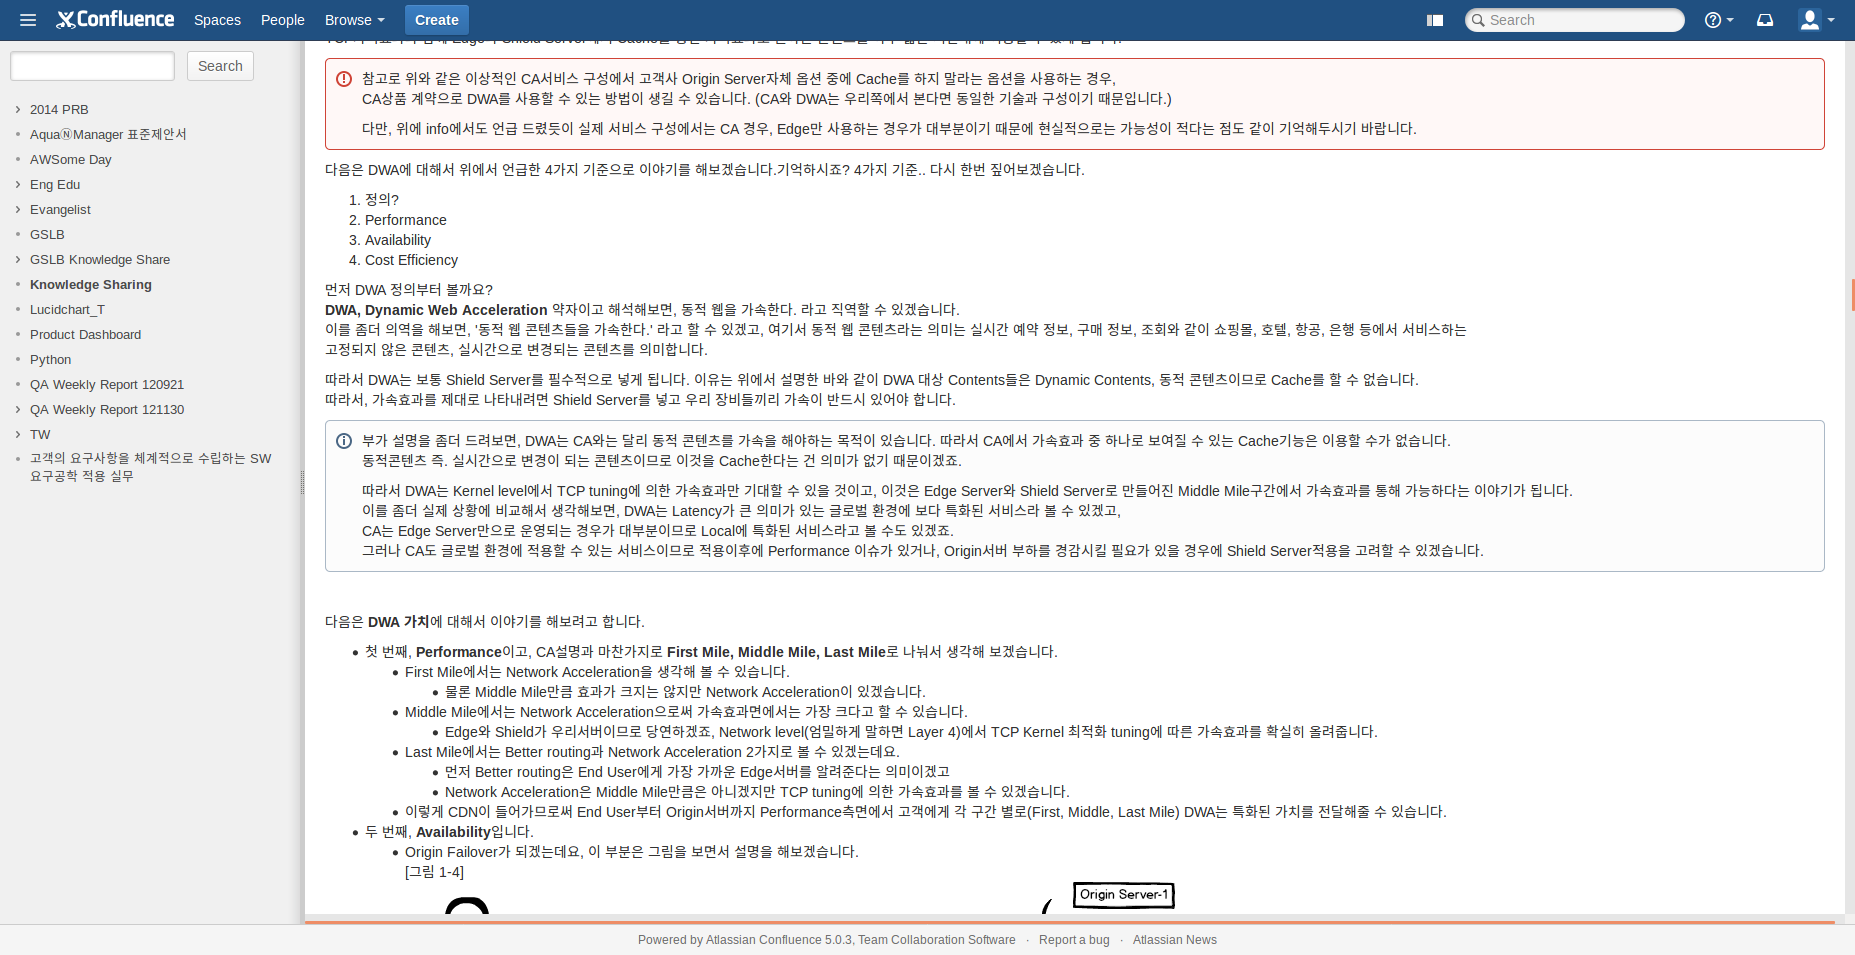 Confluence Spaces People Browse Create Search
Search
2014 PRB
AquaⓃManager 표준제안서
AWSome Day
Eng Edu
Evangelist
GSLB
GSLB Knowledge Share
Knowledge Sharing
Lucidchart_T
Product Dashboard
Python
QA Weekly Report 120921
QA Weekly Report 121130
TW
고객의 요구사항을 체계적으로 수립하는 SW
요구공학 적용 실무
참고로 위와 같은 이상적인 CA서비스 구성에서 고객사 Origin Server자체 옵션 중에 Cache를 하지 말라는 옵션을 사용하는 경우,
CA상품 계약으로 DWA를 사용할 수 있는 방법이 생길 수 있습니다. (CA와 DWA는 우리쪽에서 본다면 동일한 기술과 구성이기 때문입니다.)
다만, 위에 info에서도 언급 드렸듯이 실제 서비스 구성에서는 CA 경우, Edge만 사용하는 경우가 대부분이기 때문에 현실적으로는 가능성이 적다는 점도 같이 기억해두시기 바랍니다.
다음은 DWA에 대해서 위에서 언급한 4가지 기준으로 이야기를 해보겠습니다.기억하시죠? 4가지 기준.. 다시 한번 짚어보겠습니다.
1. 정의?
2. Performance
3. Availability
4. Cost Efficiency
먼저 DWA 정의부터 볼까요?
DWA, Dynamic Web Acceleration 약자이고 해석해보면, 동적 웹을 가속한다. 라고 직역할 수 있겠습니다.
이를 좀더 의역을 해보면, '동적 웹 콘텐츠들을 가속한다.' 라고 할 수 있겠고, 여기서 동적 웹 콘텐츠라는 의미는 실시간 예약 정보, 구매 정보, 조회와 같이 쇼핑몰, 호텔, 항공, 은행 등에서 서비스하는
고정되지 않은 콘텐츠, 실시간으로 변경되는 콘텐츠를 의미합니다.
따라서 DWA는 보통 Shield Server를 필수적으로 넣게 됩니다. 이유는 위에서 설명한 바와 같이 DWA 대상 Contents들은 Dynamic Contents, 동적 콘텐츠이므로 Cache를 할 수 없습니다.
따라서, 가속효과를 제대로 나타내려면 Shield Server를 넣고 우리 장비들끼리 가속이 반드시 있어야 합니다.
부가 설명을 좀더 드려보면, DWA는 CA와는 달리 동적 콘텐츠를 가속을 해야하는 목적이 있습니다. 따라서 CA에서 가속효과 중 하나로 보여질 수 있는 Cache기능은 이용할 수가 없습니다.
동적콘텐츠 즉. 실시간으로 변경이 되는 콘텐츠이므로 이것을 Cache한다는 건 의미가 없기 때문이겠죠.
따라서 DWA는 Kernel level에서 TCP tuning에 의한 가속효과만 기대할 수 있을 것이고, 이것은 Edge Server와 Shield Server로 만들어진 Middle Mile구간에서 가속효과를 통해 가능하다는 이야기가 됩니다.
이를 좀더 실제 상황에 비교해서 생각해보면, DWA는 Latency가 큰 의미가 있는 글로벌 환경에 보다 특화된 서비스라 볼 수 있겠고,
CA는 Edge Server만으로 운영되는 경우가 대부분이므로 Local에 특화된 서비스라고 볼 수도 있겠죠.
그러나 CA도 글로벌 환경에 적용할 수 있는 서비스이므로 적용이후에 Performance 이슈가 있거나, Origin서버 부하를 경감시킬 필요가 있을 경우에 Shield Server적용을 고려할 수 있겠습니다.
다음은 DWA 가치에 대해서 이야기를 해보려고 합니다.
첫 번째, Performance이고, CA설명과 마찬가지로 First Mile, Middle Mile, Last Mile로 나눠서 생각해 보겠습니다.
First Mile에서는 Network Acceleration을 생각해 볼 수 있습니다.
물론 Middle Mile만큼 효과가 크지는 않지만 Network Acceleration이 있겠습니다.
Middle Mile에서는 Network Acceleration으로써 가속효과면에서는 가장 크다고 할 수 있습니다.
Edge와 Shield가 우리서버이므로 당연하겠죠, Network level(엄밀하게 말하면 Layer 4)에서 TCP Kernel 최적화 tuning에 따른 가속효과를 확실히 올려줍니다.
Last Mile에서는 Better routing과 Network Acceleration 2가지로 볼 수 있겠는데요.
먼저 Better routing은 End User에게 가장 가까운 Edge서버를 알려준다는 의미이겠고
Network Acceleration은 Middle Mile만큼은 아니겠지만 TCP tuning에 의한 가속효과를 볼 수 있겠습니다.
이렇게 CDN이 들어가므로써 End User부터 Origin서버까지 Performance측면에서 고객에게 각 구간 별로(First, Middle, Last Mile) DWA는 특화된 가치를 전달해줄 수 있습니다.
두 번째, Availability입니다.
Origin Failover가 되겠는데요, 이 부분은 그림을 보면서 설명을 해보겠습니다.
[그림 1-4]
Origin Server-1
Powered by Atlassian Confluence 5.0.3, Team Collaboration Software · Report a bug · Atlassian News